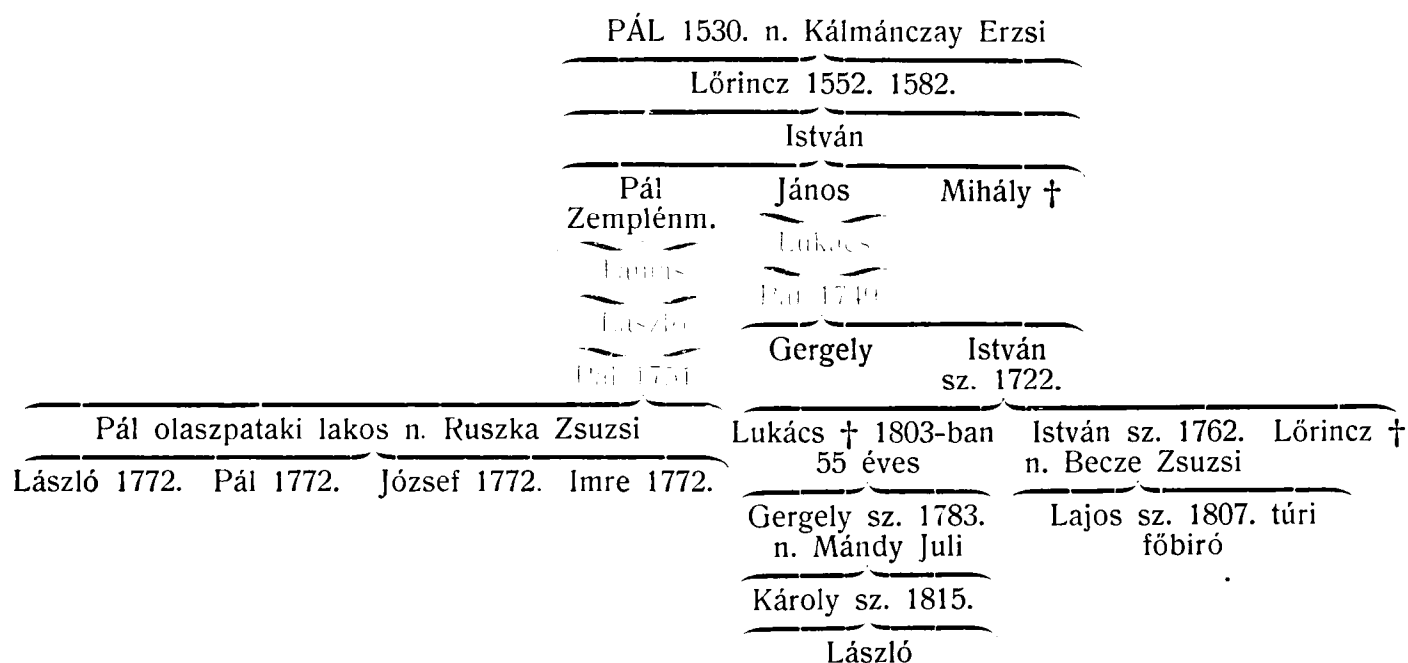 PÁL 1530. n. Kálmánczay Erzsi
Lőrincz 1552. 1582.
István
Pál János Mihály †
Zemplénm.
Lukács
László
Gergely István
sz. 1722.
Pál olaszpataki lakos n. Ruszka Zsuzsi
Lukács † 1803-ban István sz. 1762. Lőrincz †
55 éves n. Becze Zsuzsi
László 1772. Pál 1772. József 1772. Imre 1772.
Gergely sz. 1783. Lajos sz. 1807. túri
n. Mándy Juli főbiró
Károly sz. 1815.
László